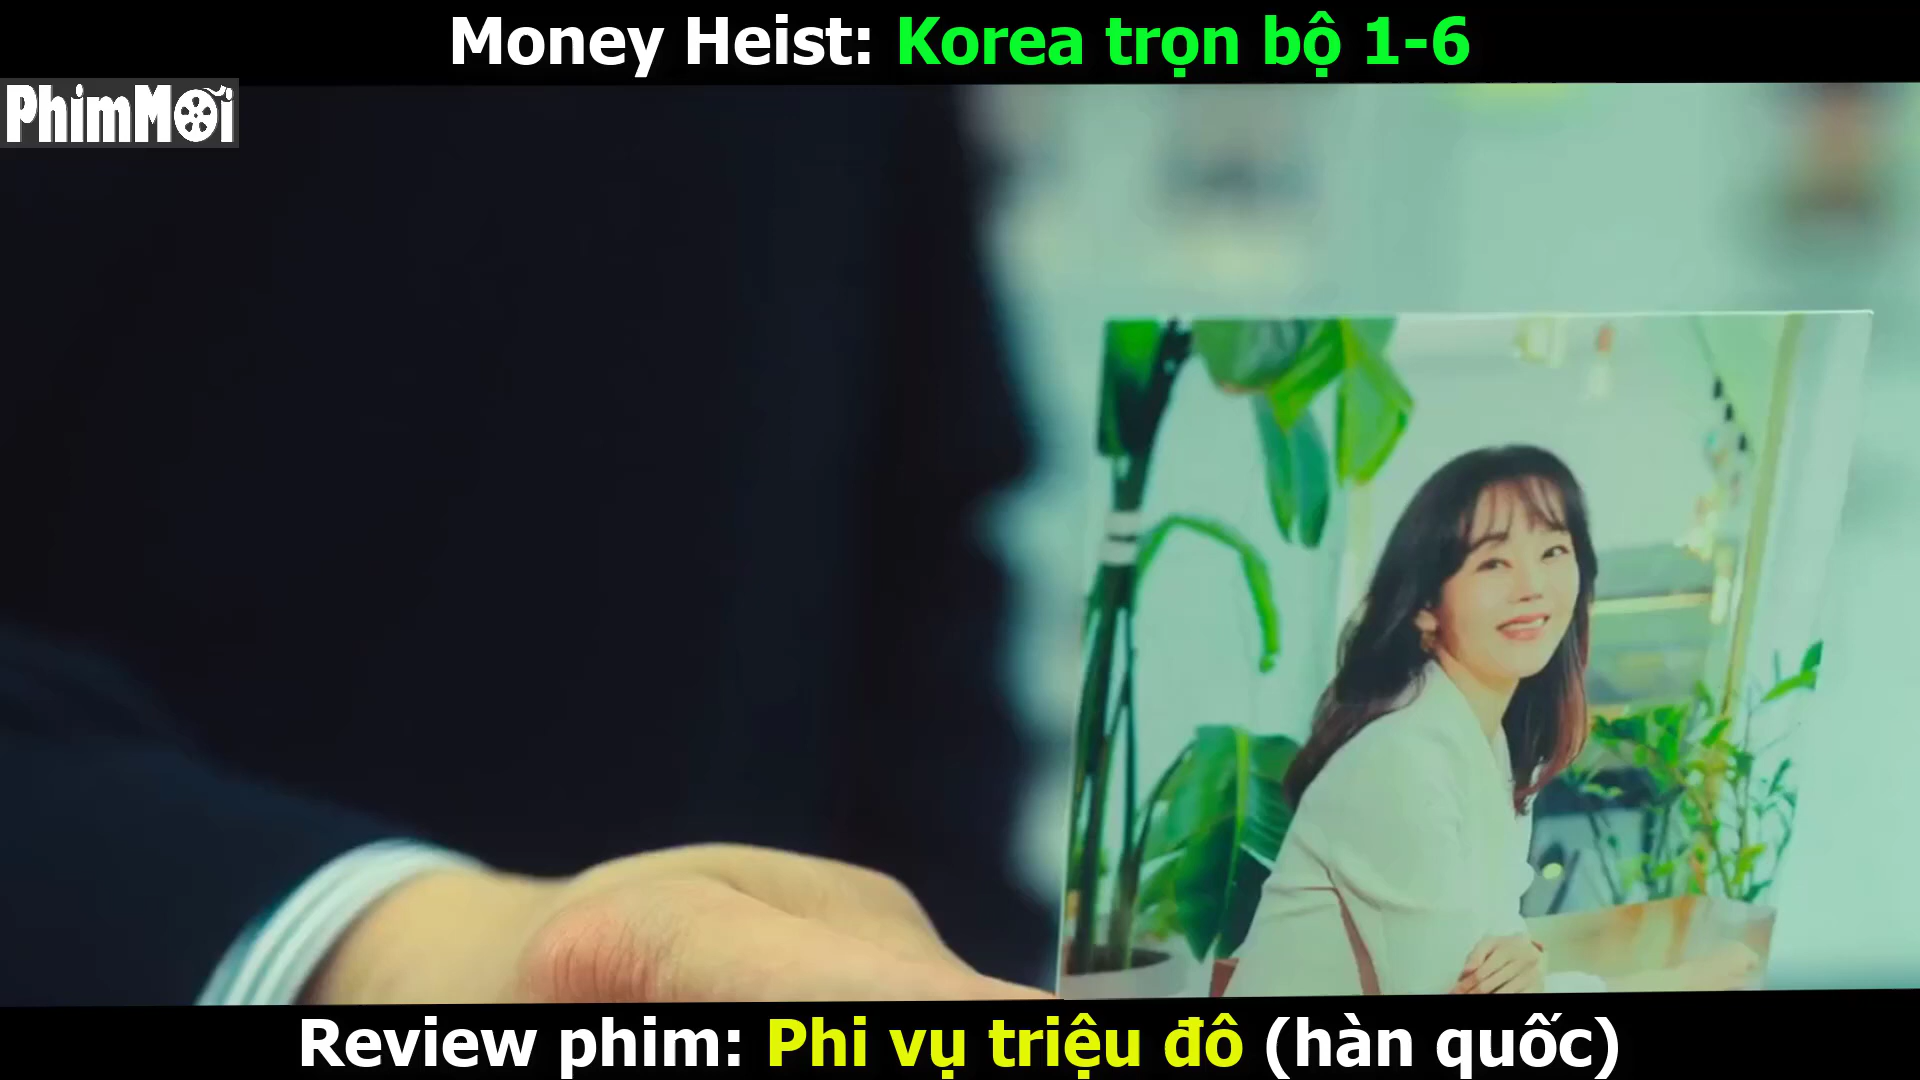 Money Heist: Korea trọn bộ 1-6
PhimMới
Review phim: Phi vụ triệu đô (hàn quốc)